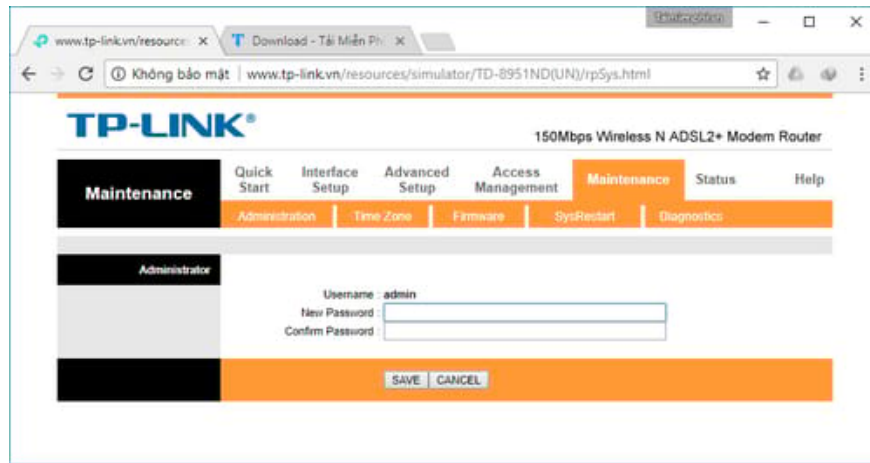 www.tp-link.vn/resource
Download - Tải Miễn Ph
Không bảo mật | www.tp-link.vn/resources/simulator/TD-8951ND(UN)/rpSys.html
TP-LINK®
150Mbps Wireless N ADSL2+ Modem Router
Maintenance
Quick Start
Interface Setup
Advanced Setup
Access Management
Maintenance
Status
Help
Administration
Time Zone
Firmware
SysRestart
Diagnostics
Administrator
Username : admin
New Password :
Confirm Password :
SAVE
CANCEL